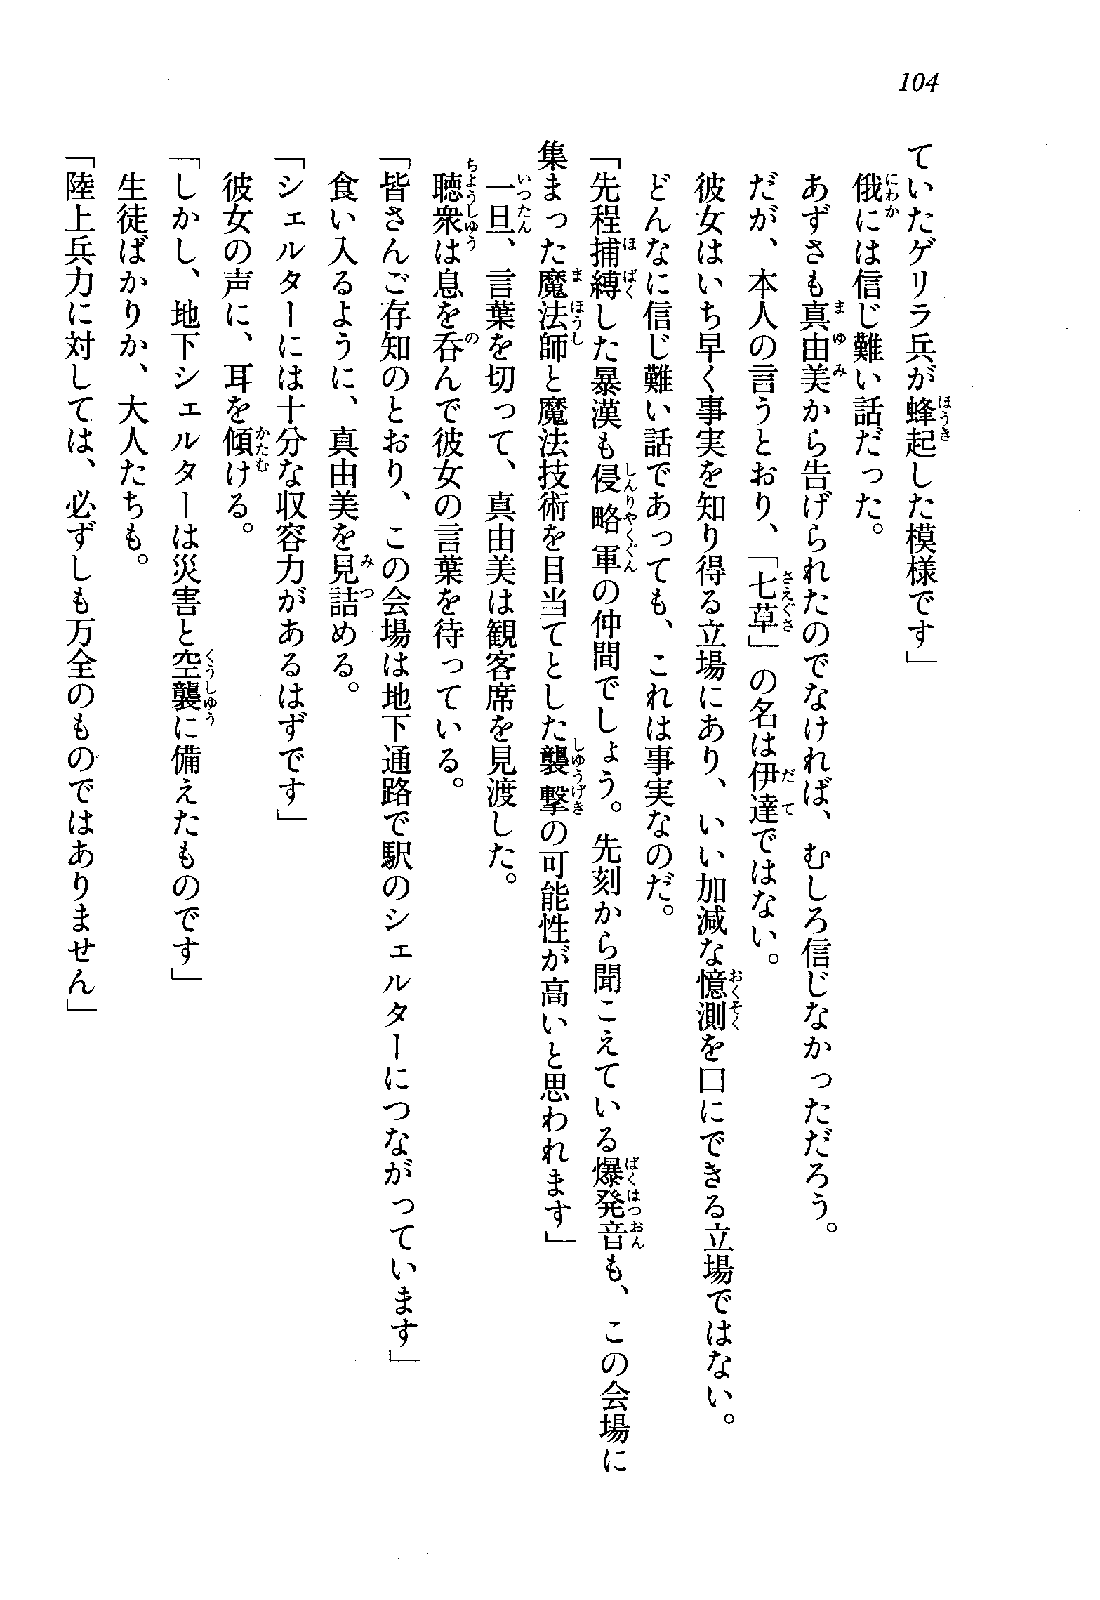 104
ていたゲリラ兵が蜂起した模様です」
俄には信じ難い話だった。
あずさも真由美から告げられたのでなければ、むしろ信じなかっただろう。
だが、本人の言うとおり、「七草」の名は伊達ではない。
彼女はいち早く事実を知り得る立場にあり、いい加減な憶測を口にできる立場ではない。
どんなに信じ難い話であっても、これは事実なのだ。
「先程捕縛した暴漢も侵略軍の仲間でしょう。先刻から聞こえている爆発音も、この会場に
集まった魔法師と魔法技術を目当てとした襲撃の可能性が高いと思われます」
一旦、言葉を切って、真由美は観客席を見渡した。
聴衆は息を呑んで彼女の言葉を待っている。
「皆さんご存知のとおり、この会場は地下通路で駅のシェルターにつながっています」
食い入るように、真由美を見詰める。
「シェルターには十分な収容力があるはずです」
彼女の声に、耳を傾ける。
「しかし、地下シェルターは災害と空襲に備えたものです」
生徒ばかりか、大人たちも。
「陸上兵力に対しては、必ずしも万全のものではありません」